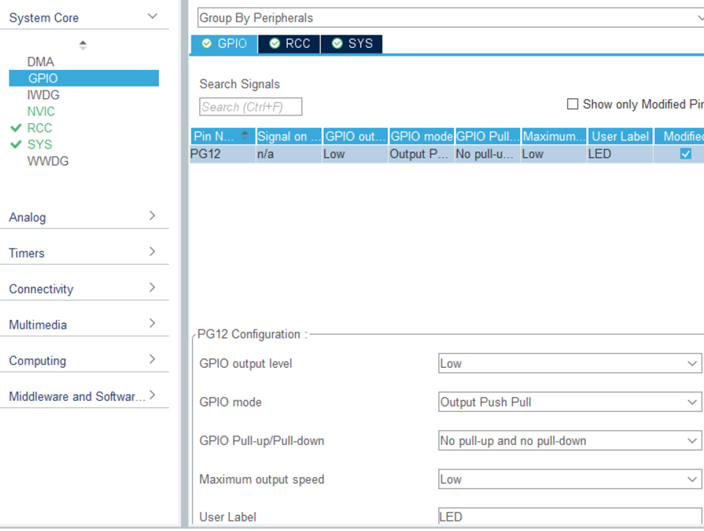 System Core
DMA
GPIO
IWDG
NVIC
RCC
SYS
WWDG
Analog
Timers
Connectivity
Multimedia
Computing
Middleware and Softwar...
Group By Peripherals
GPIO RCC SYS
Search Signals
Search (Ctrl+F)
Show only Modified Pin
Pin N... Signal on ... GPIO out... GPIO mode GPIO Pull... Maximum... User Label Modified
PG12 n/a Low Output P... No pull-u... Low LED
PG12 Configuration :
GPIO output level Low
GPIO mode Output Push Pull
GPIO Pull-up/Pull-down No pull-up and no pull-down
Maximum output speed Low
User Label LED